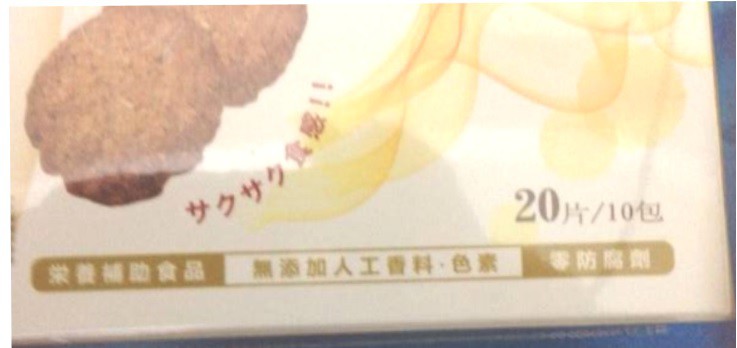 サクサク食感!!
20片/10包
栄養補助食品 無添加人工香料·色素 零防腐劑